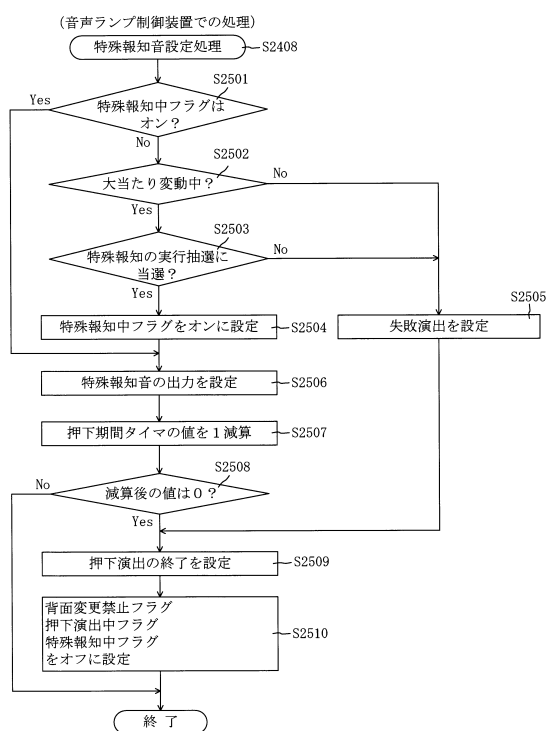 (音声ランプ制御装置での処理)
特殊報知音設定処理
S2408
S2501
Yes
特殊報知中フラグは
オン？
No
S2502
大当たり変動中？
No
Yes
S2503
特殊報知の実行抽選に
当選？
No
Yes
S2505
特殊報知中フラグをオンに設定
S2504
失敗演出を設定
特殊報知音の出力を設定
S2506
押下期間タイマの値を１減算
S2507
S2508
No
減算後の値は０？
Yes
押下演出の終了を設定
S2509
背面変更禁止フラグ
押下演出中フラグ
特殊報知中フラグ
をオフに設定
S2510
終 了